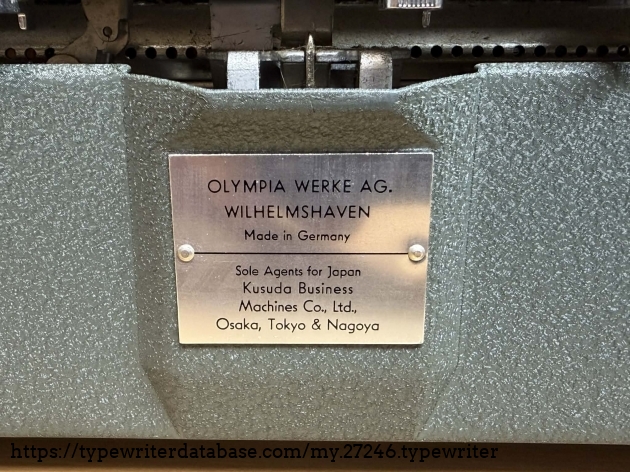 OLYMPIA WERKE AG.
WILHELMSHAVEN
Made in Germany
Sole Agents for Japan
Kusuda Business
Machines Co., Ltd.,
Osaka, Tokyo & Nagoya
https://typewriterdatabase.com/my.27246.typewriter